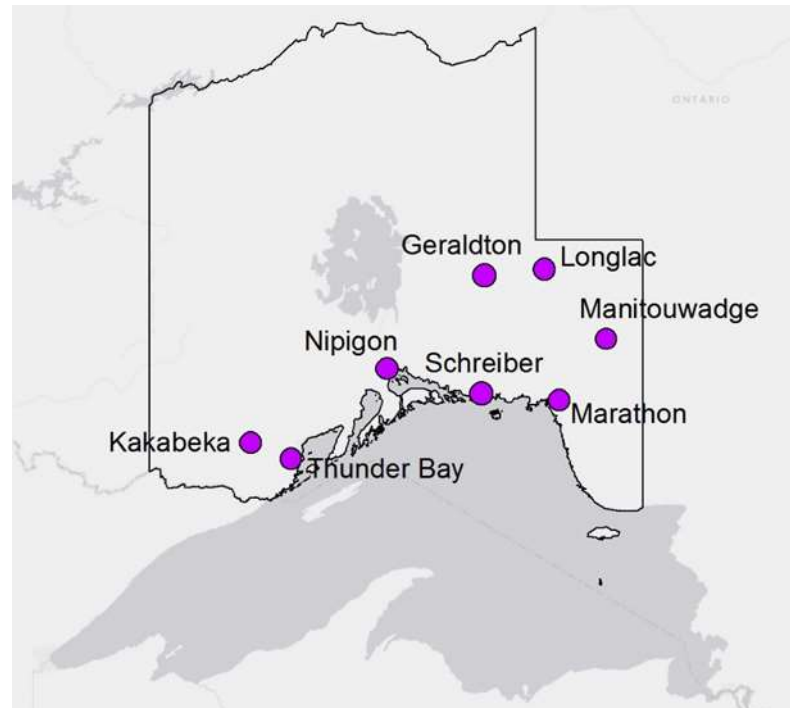 ONTARIO
Geraldton
Longlac
Manitouwadge
Nipigon
Schreiber
Marathon
Kakabeka
Thunder Bay